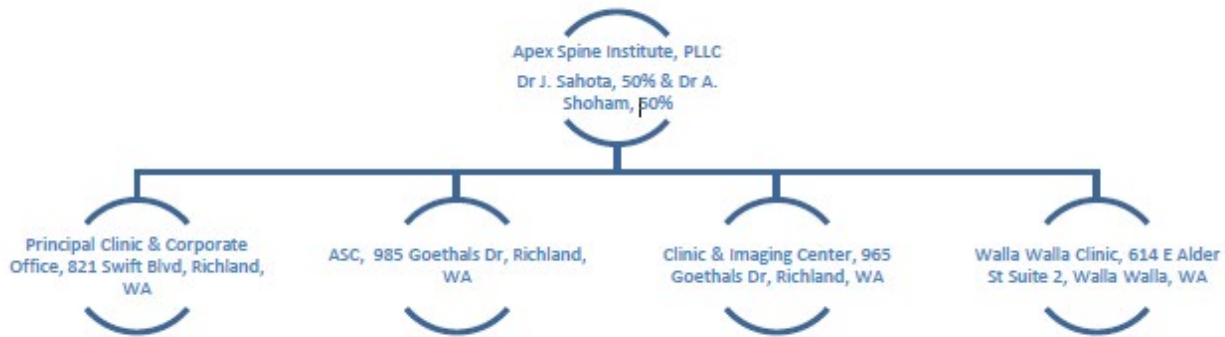 Apex Spine Institute, PLLC
Dr J. Sahota, 50% & Dr A.
Shoham, 50%
Principal Clinic & Corporate
Office, 821 Swift Blvd, Richland,
WA
ASC, 985 Goethals Dr, Richland,
WA
Clinic & Imaging Center, 965
Goethals Dr, Richland, WA
Walla Walla Clinic, 614 E Alder
St Suite 2, Walla Walla, WA